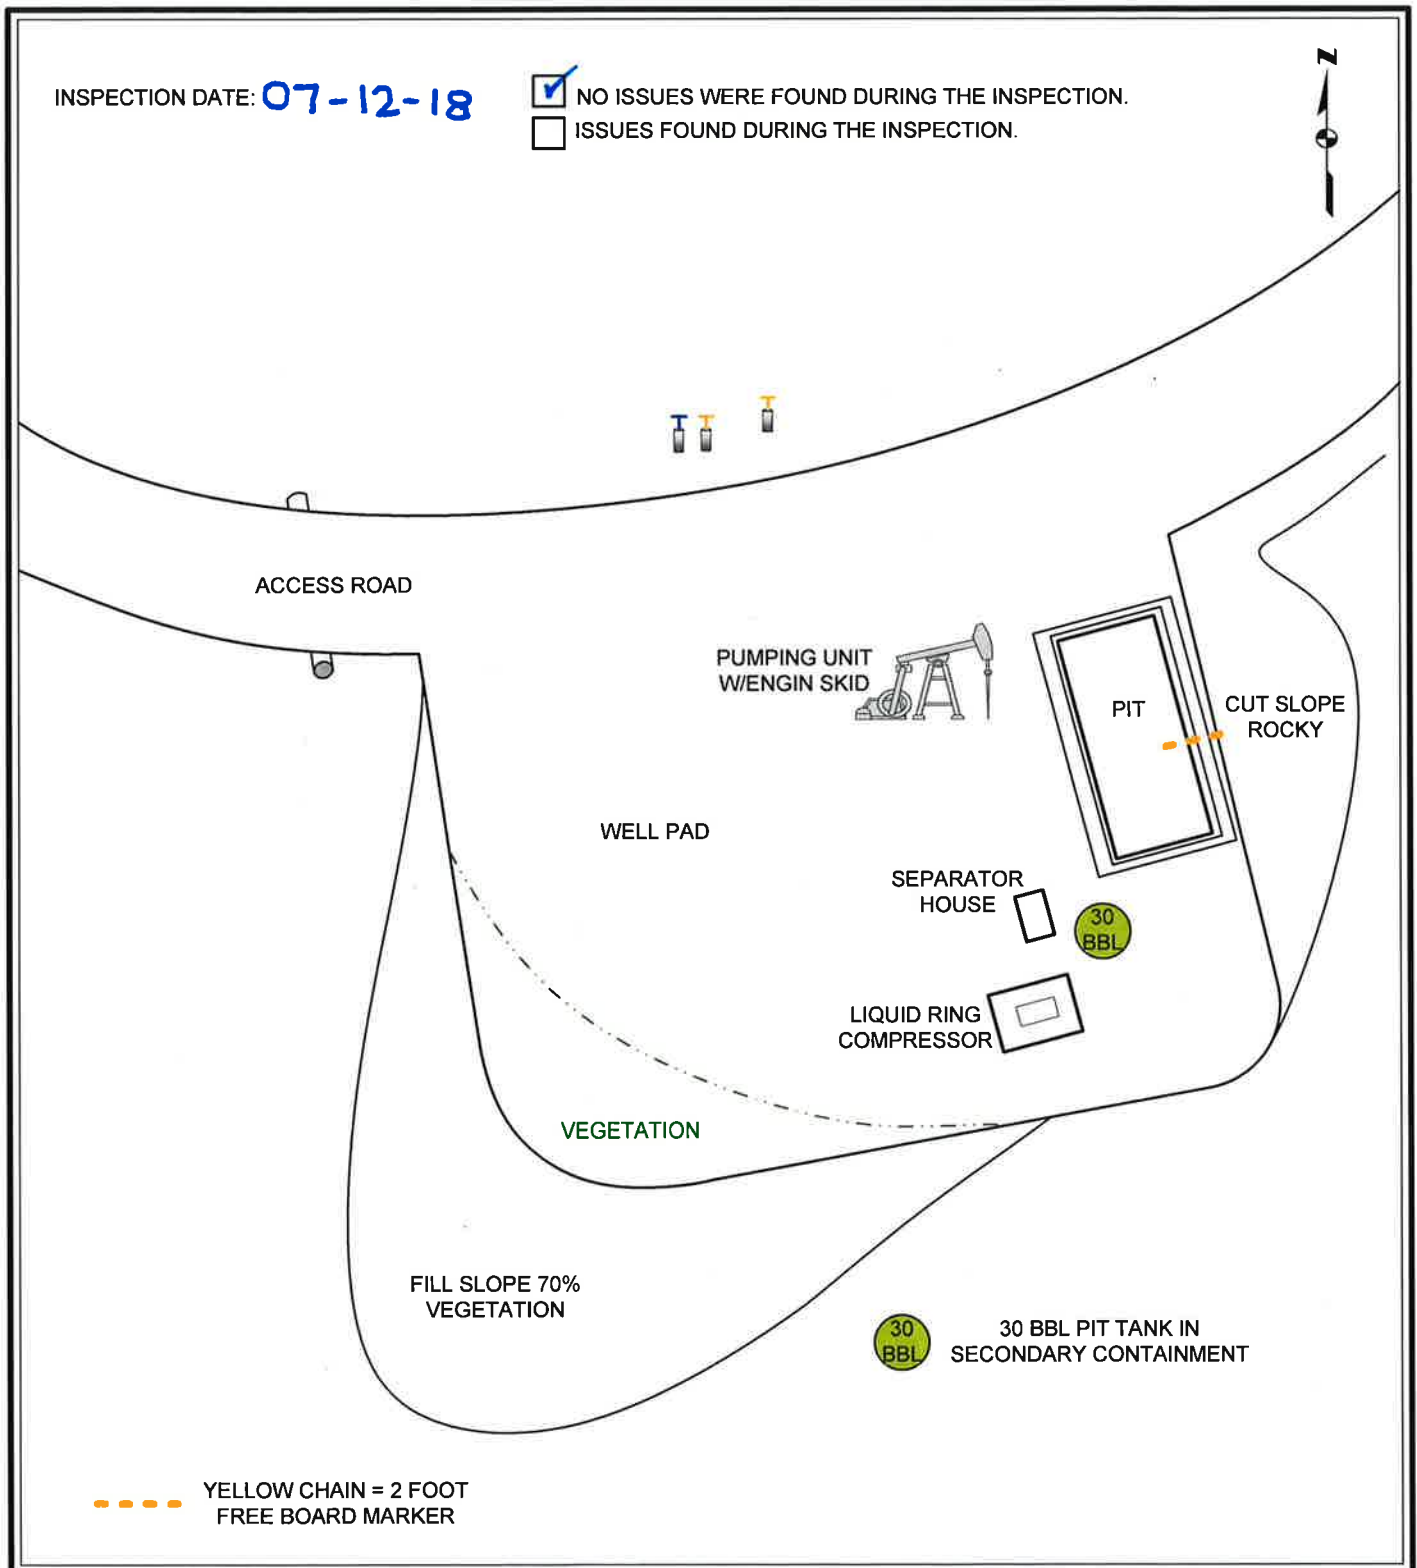 INSPECTION DATE: 07-12-18
NO ISSUES WERE FOUND DURING THE INSPECTION.
ISSUES FOUND DURING THE INSPECTION.
N
ACCESS ROAD
PUMPING UNIT
W/ENGIN SKID
PIT
CUT SLOPE
ROCKY
WELL PAD
SEPARATOR
HOUSE
30
BBL
LIQUID RING
COMPRESSOR
VEGETATION
FILL SLOPE 70%
VEGETATION
30
BBL
30 BBL PIT TANK IN
SECONDARY CONTAINMENT
YELLOW CHAIN = 2 FOOT
FREE BOARD MARKER